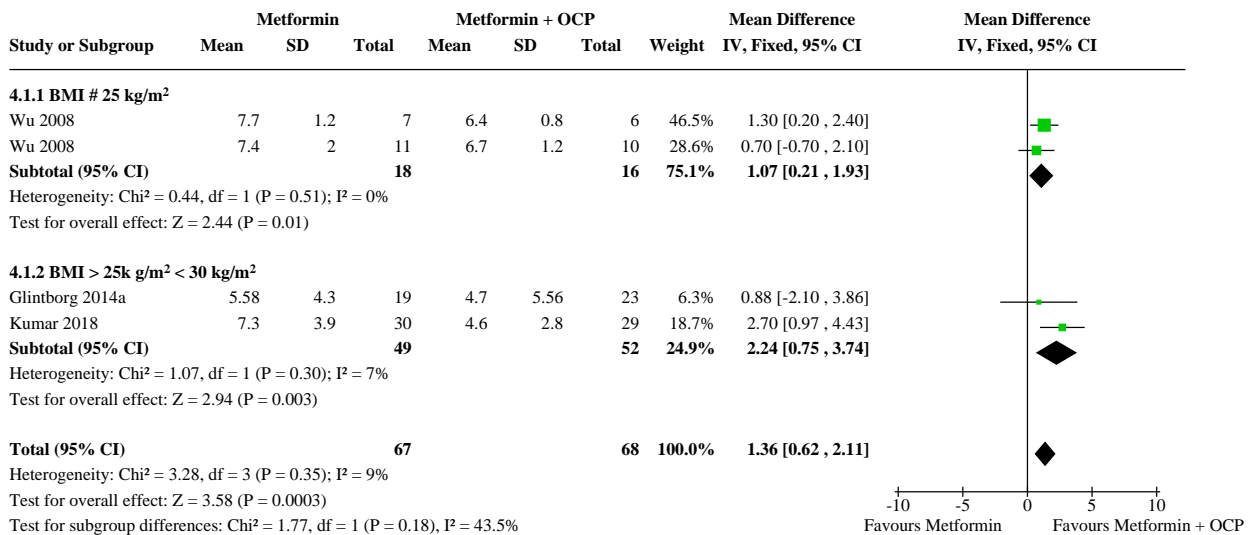 Metformin Metformin + OCP Mean Difference Mean Difference
Study or Subgroup Mean SD Total Mean SD Total Weight IV, Fixed, 95% CI IV, Fixed, 95% CI
4.1.1 BMI # 25 kg/m²
Wu 2008 7.7 1.2 7 6.4 0.8 6 46.5% 1.30 [0.20 , 2.40]
Wu 2008 7.4 2 11 6.7 1.2 10 28.6% 0.70 [-0.70 , 2.10]
Subtotal (95% CI) 18 16 75.1% 1.07 [0.21 , 1.93]
Heterogeneity: Chi² = 0.44, df = 1 (P = 0.51); I² = 0%
Test for overall effect: Z = 2.44 (P = 0.01)
4.1.2 BMI > 25k g/m² < 30 kg/m²
Glintborg 2014a 5.58 4.3 19 4.7 5.56 23 6.3% 0.88 [-2.10 , 3.86]
Kumar 2018 7.3 3.9 30 4.6 2.8 29 18.7% 2.70 [0.97 , 4.43]
Subtotal (95% CI) 49 52 24.9% 2.24 [0.75 , 3.74]
Heterogeneity: Chi² = 1.07, df = 1 (P = 0.30); I² = 7%
Test for overall effect: Z = 2.94 (P = 0.003)
Total (95% CI) 67 68 100.0% 1.36 [0.62 , 2.11]
Heterogeneity: Chi² = 3.28, df = 3 (P = 0.35); I² = 9%
Test for overall effect: Z = 3.58 (P = 0.0003)
Test for subgroup differences: Chi² = 1.77, df = 1 (P = 0.18), I² = 43.5%
-10 -5 0 5 10
Favours Metformin Favours Metformin + OCP